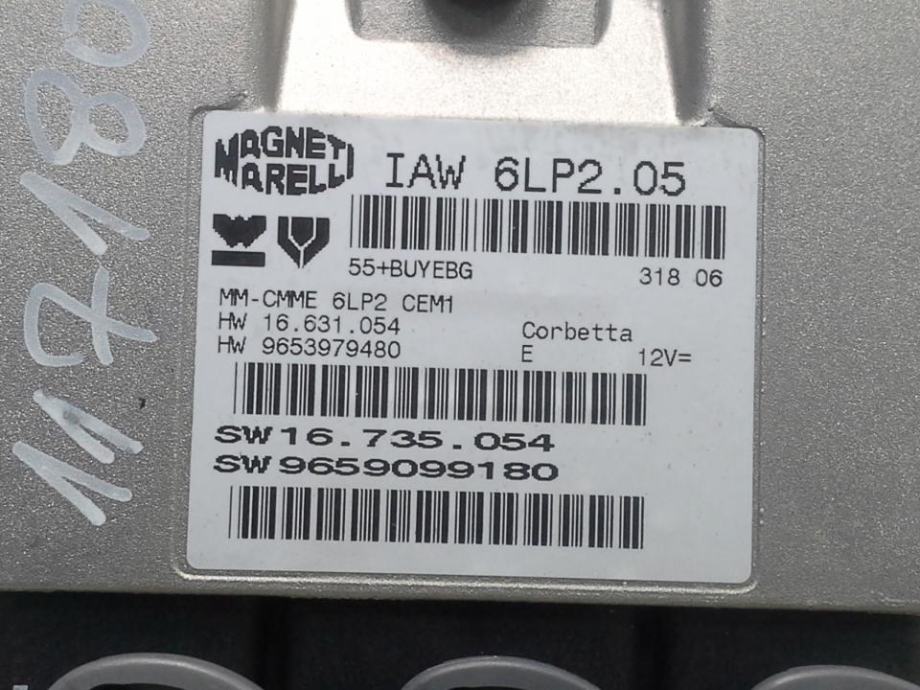 117180
MAGNETI
MARELLI
IAW 6LP2.05
55+BUYEBG
318 06
MM-CMME 6LP2 CEM1
HW 16.631.054
Corbetta
HW 9653979480
E
12V=
SW 16.735.054
SW 9659099180